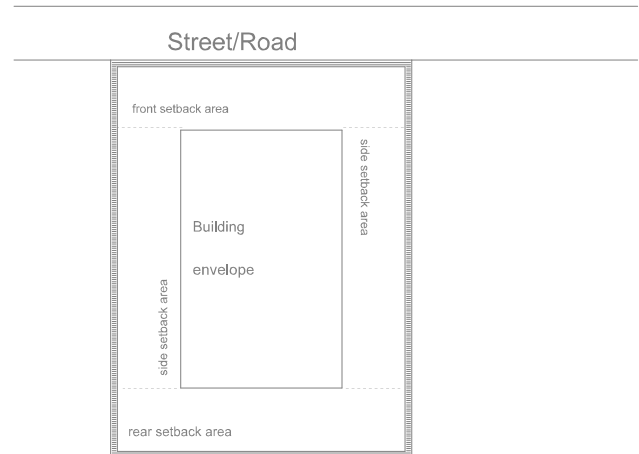 Street/Road
front setback area
side setback area
Building
envelope
side setback area
rear setback area